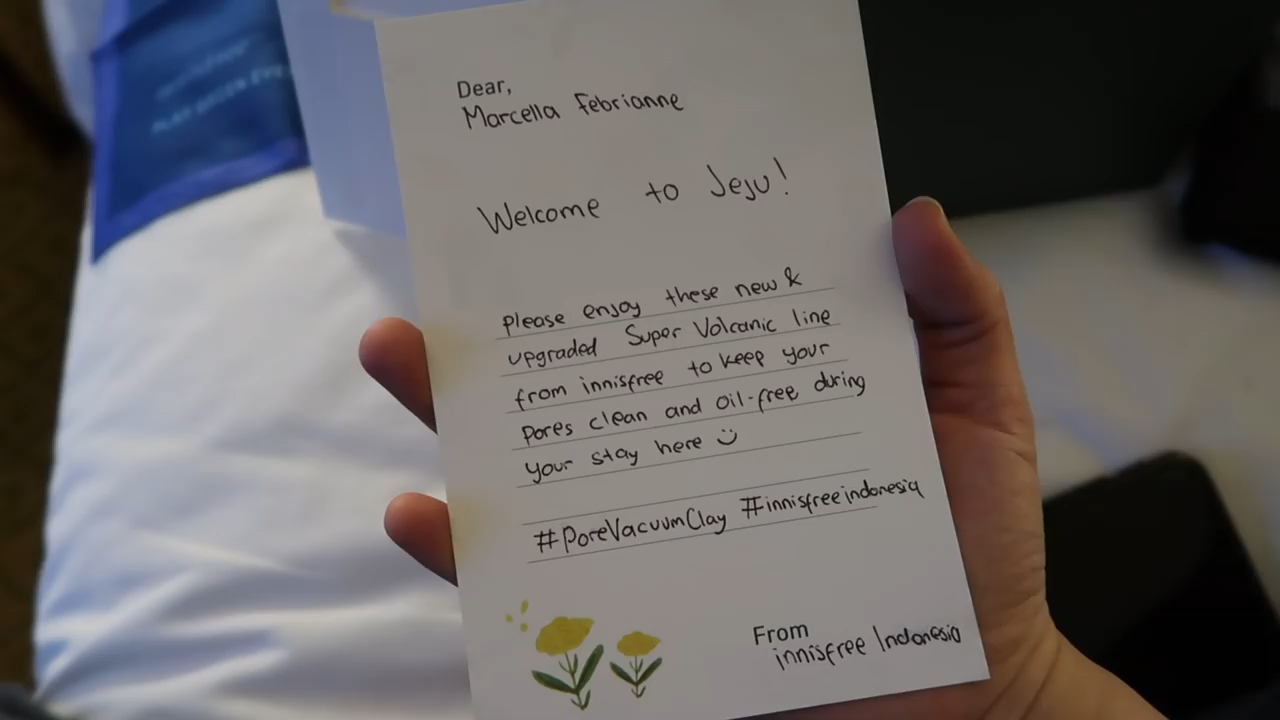 Dear,
Marcella Febrianne
Welcome to Jeju!
please enjoy these new &
upgraded Super Volcanic line
from innisfree to keep your
pores clean and oil-free during
your stay here
#PoreVacuumClay #innisfreeindonesia
From
innisfree Indonesia